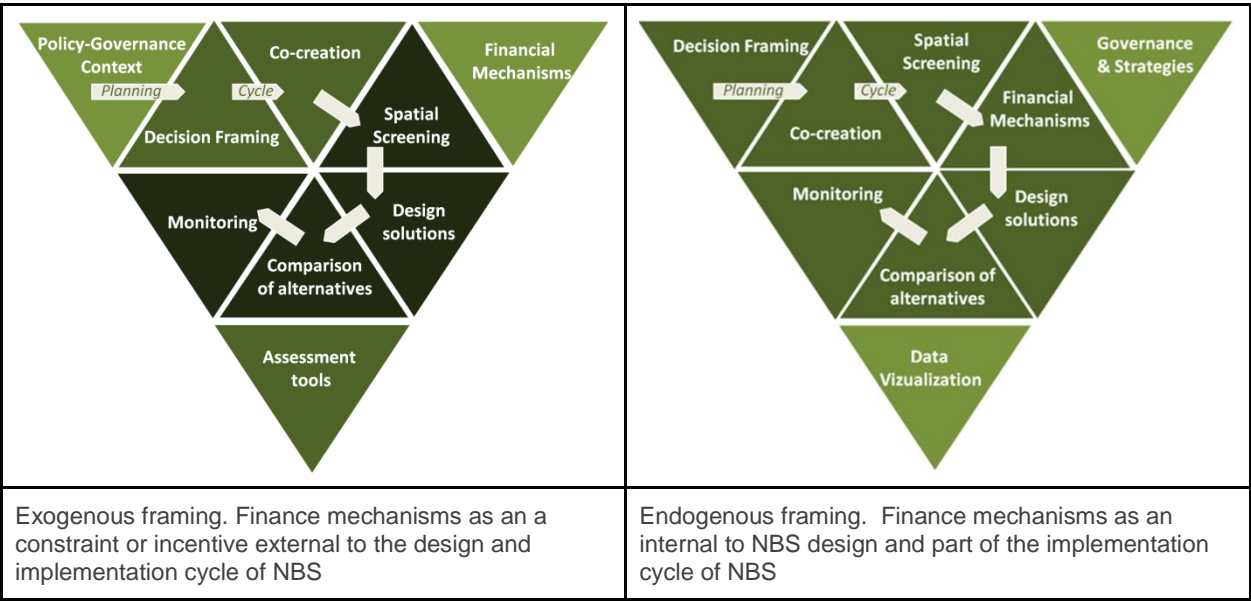 Policy-Governance
Context
Co-creation
Financial
Mechanisms
Planning
Cycle
Decision Framing
Spatial
Screening
Monitoring
Design
solutions
Comparison
of alternatives
Assessment
tools
Exogenous framing. Finance mechanisms as an a
constraint or incentive external to the design and
implementation cycle of NBS
Decision Framing
Spatial
Screening
Governance
& Strategies
Planning
Cycle
Financial
Mechanisms
Co-creation
Monitoring
Design
solutions
Comparison of
alternatives
Data
Vizualization
Endogenous framing.  Finance mechanisms as an
internal to NBS design and part of the implementation
cycle of NBS